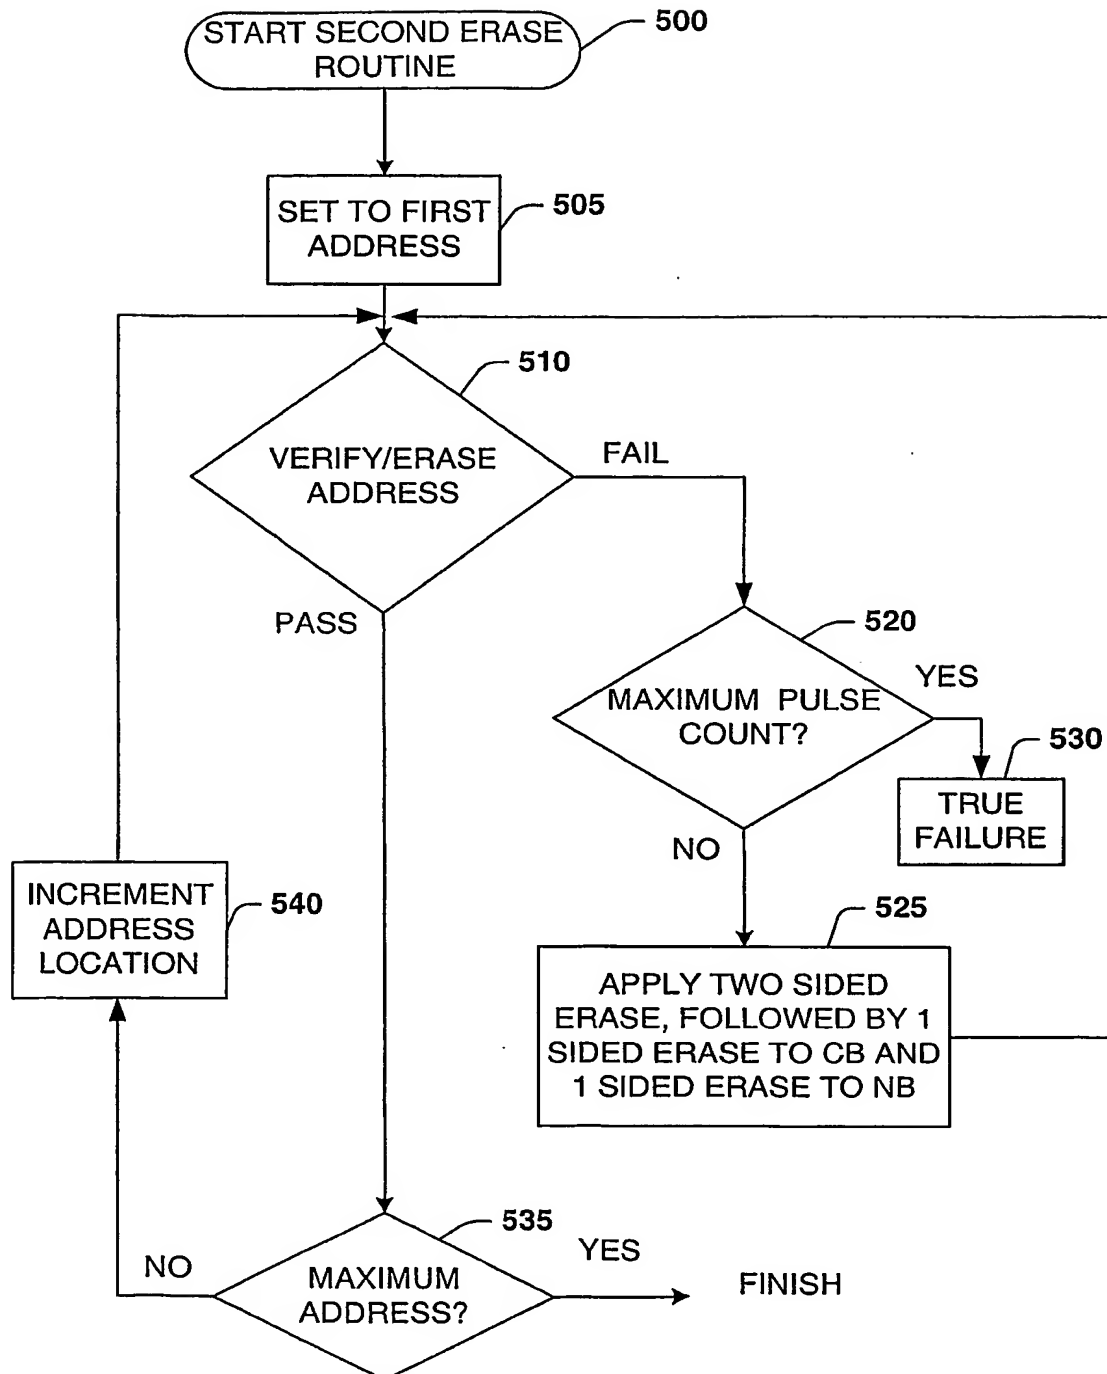 START SECOND ERASE
ROUTINE
500
SET TO FIRST
ADDRESS
505
510
VERIFY/ERASE
ADDRESS
FAIL
PASS
520
MAXIMUM PULSE
COUNT?
YES
530
TRUE
FAILURE
NO
INCREMENT
ADDRESS
LOCATION
540
525
APPLY TWO SIDED
ERASE, FOLLOWED BY 1
SIDED ERASE TO CB AND
1 SIDED ERASE TO NB
535
NO
MAXIMUM
ADDRESS?
YES
FINISH